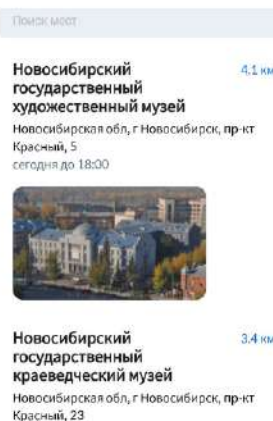 Поиск мест
Новосибирский
государственный
художественный музей
4.1 км
Новосибирская обл, г Новосибирск, пр-кт
Красный, 5
сегодня до 18:00
Новосибирский
государственный
краеведческий музей
3.4 км
Новосибирская обл, г Новосибирск, пр-кт
Красный, 23